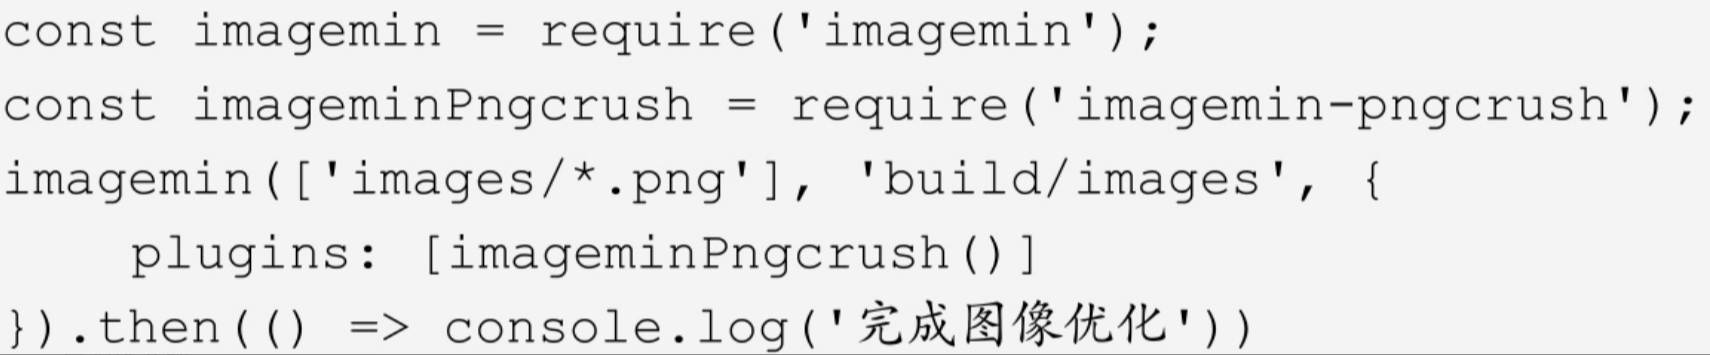 const imagemin = require('imagemin');
const imageminPngcrush = require('imagemin-pngcrush');
imagemin(['images/*.png'], 'build/images', {
    plugins: [imageminPngcrush()]
}).then(() => console.log('完成图像优化'))